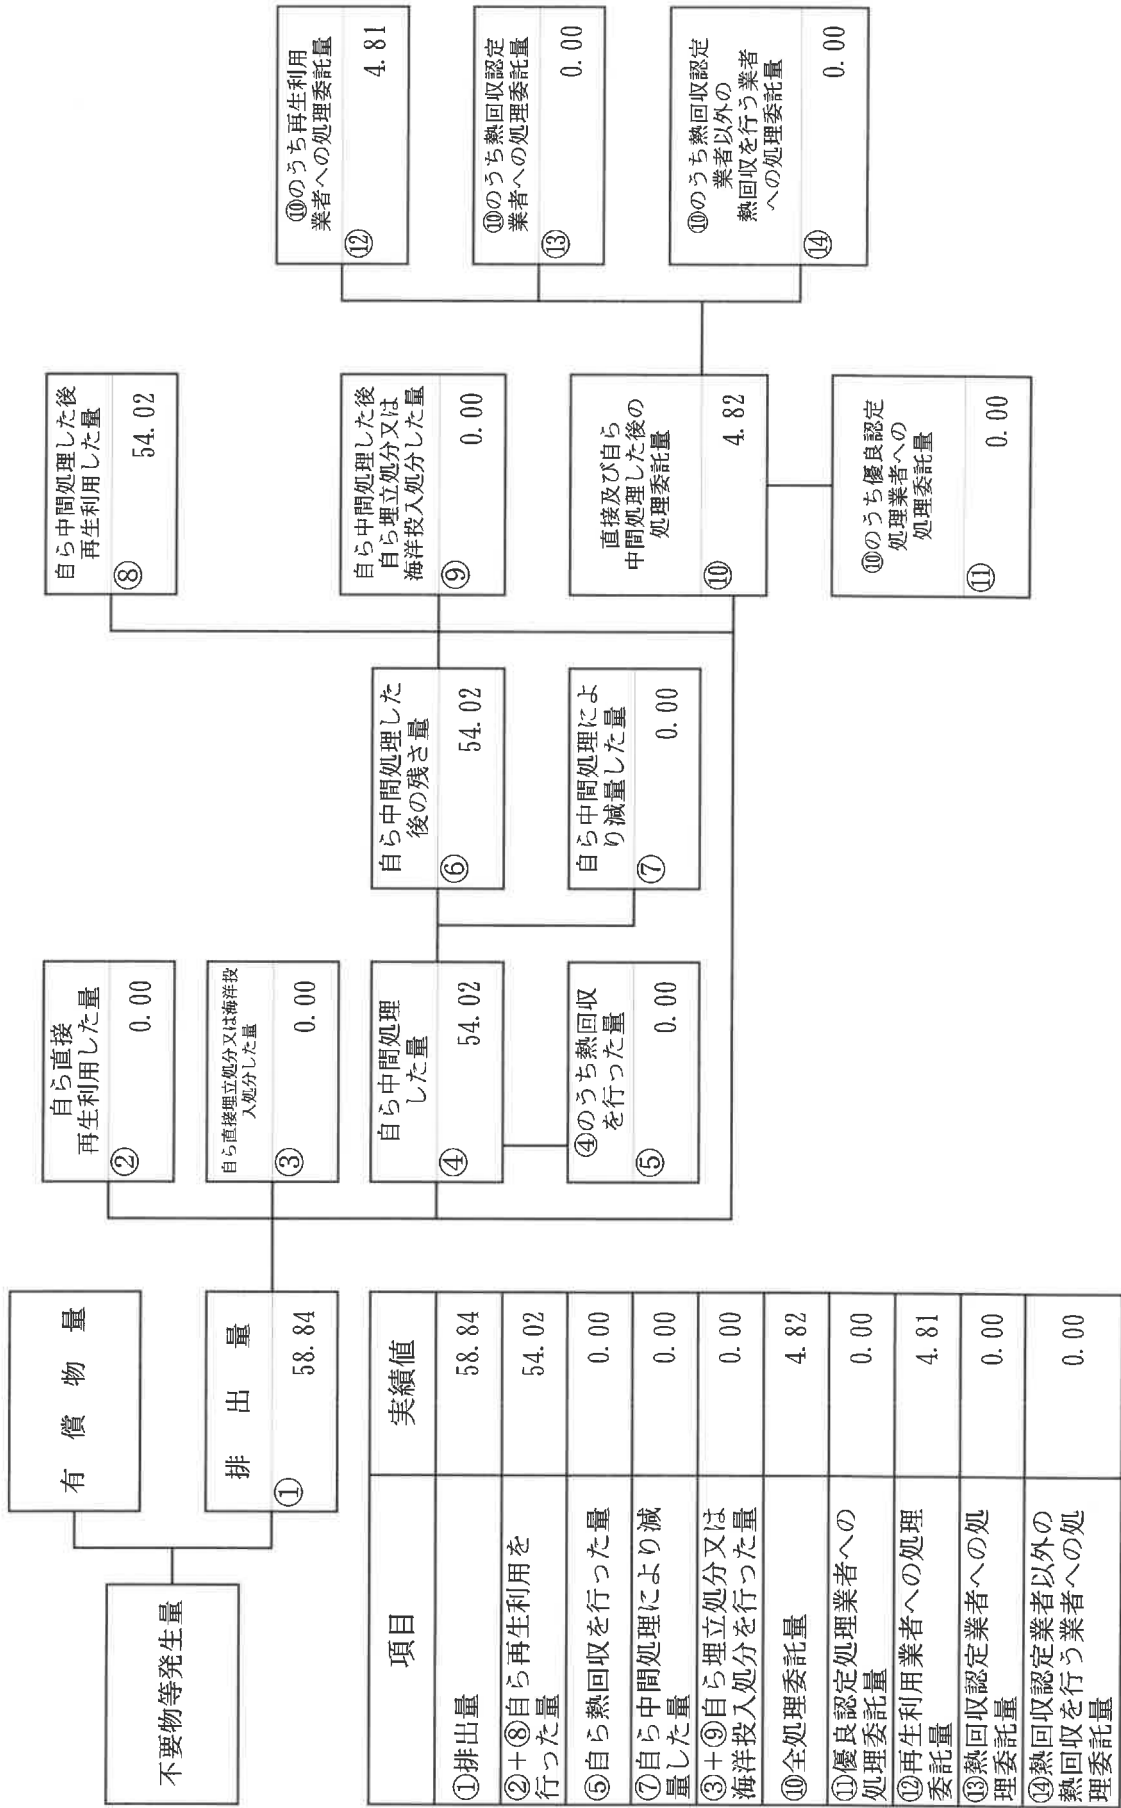 不要物等発生量
有償物量
排出量
① 58.84
自ら直接
再生利用した量
② 0.00
自ら直接埋立処分又は海洋投
入処分した量
③ 0.00
自ら中間処理
した量
④ 54.02
④のうち熱回収
を行った量
⑤ 0.00
自ら中間処理した
後の残さ量
⑥ 54.02
自ら中間処理によ
り減量した量
⑦ 0.00
自ら中間処理した後
再生利用した量
⑧ 54.02
自ら中間処理した後
自ら埋立処分又は
海洋投入処分した量
⑨ 0.00
直接及び自ら
中間処理した後の
処理委託量
⑩ 4.82
⑩のうち優良認定
処理業者への
処理委託量
⑪ 0.00
⑩のうち再生利用
業者への処理委託量
⑫ 4.81
⑩のうち熱回収認定
業者への処理委託量
⑬ 0.00
⑩のうち熱回収認定
業者以外の
熱回収を行う業者
への処理委託量
⑭ 0.00
項目 実績値
①排出量 58.84
②+⑧自ら再生利用を
行った量 54.02
⑤自ら熱回収を行った量 0.00
⑦自ら中間処理により減
量した量 0.00
③+⑨自ら埋立処分又は
海洋投入処分を行った量 0.00
⑩全処理委託量 4.82
⑪優良認定処理業者への
処理委託量 0.00
⑫再生利用業者への処理
委託量 4.81
⑬熱回収認定業者への処
理委託量 0.00
⑭熱回収認定業者以外の
熱回収を行う業者への処
理委託量 0.00